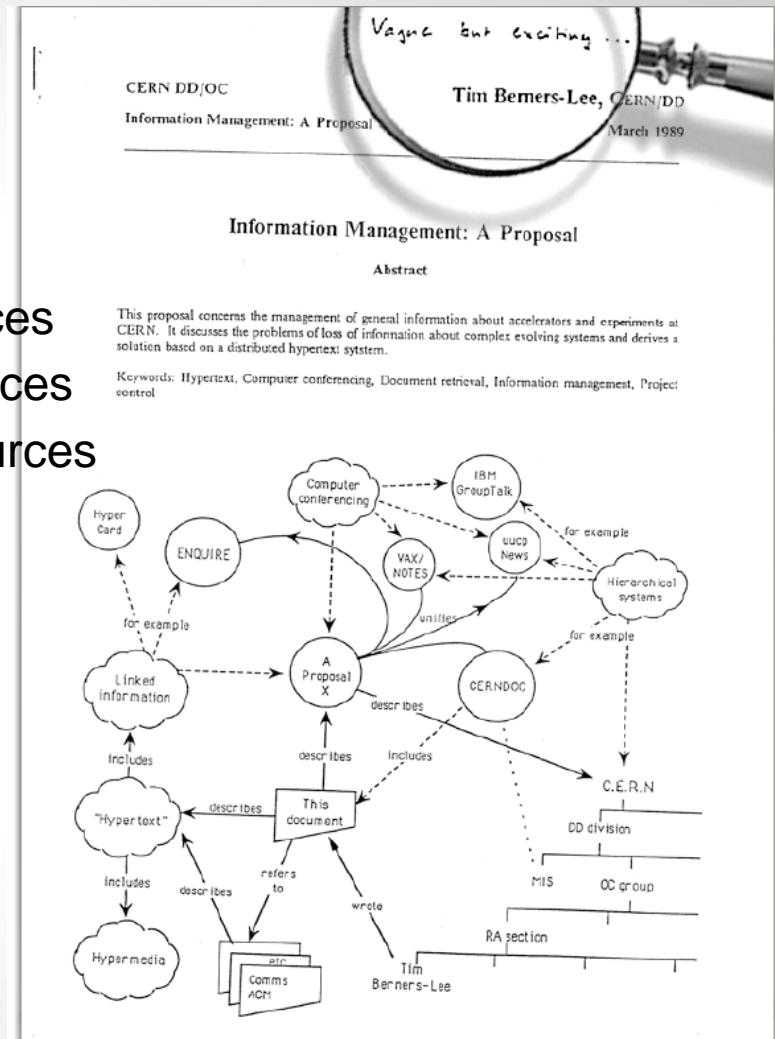 Vague but exciting ...
CERN DD/OC
Tim Berners-Lee, CERN/DD
Information Management: A Proposal
March 1989
Information Management: A Proposal
Abstract
ces
ces
urces
This proposal concerns the management of general information about accelerators and experiments at
CERN. It discusses the problems of loss of information about complex evolving systems and derives a
solution based on a distributed hypertext sytstem.
Keywords: Hypertext, Computer conferencing, Document retrieval, Information management, Project
control
Computer
conferencing
IBM
GroupTalk
Hyper
Card
ENQUIRE
VAX/
NOTES
uucp
News
for example
Hierarchical
systems
unifies
for example
for example
Linked
information
A
Proposal
X
CERNDOC
describes
includes
describes
includes
C.E.R.N
"Hypertext"
describes
This
document
DD division
includes
describes
refers
to
wrote
MIS
OC group
RA section
Hypermedia
etc
Comms
ACM
Tim
Berners-Lee